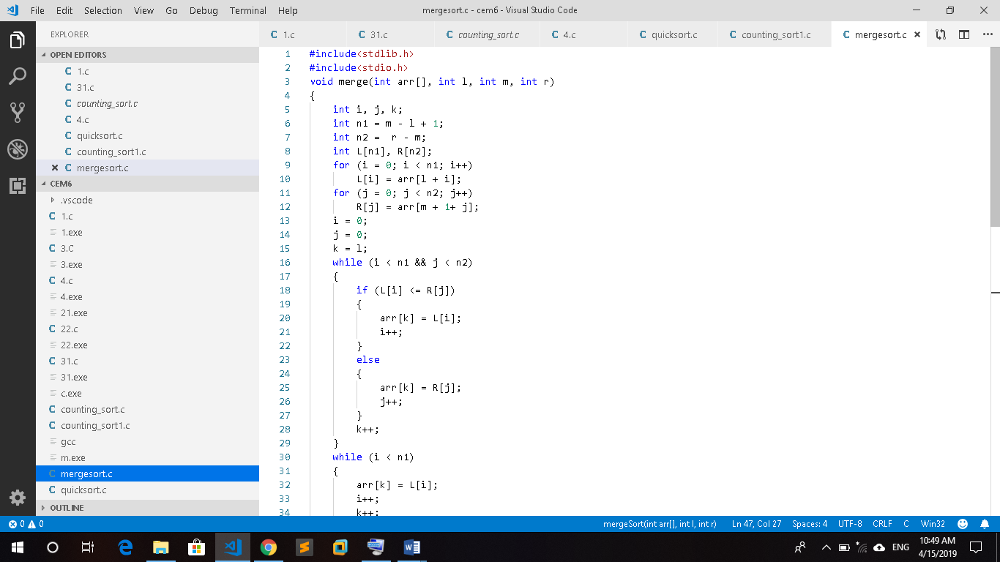 File Edit Selection View Go Debug Terminal Help
mergesort.c - cem6 - Visual Studio Code
EXPLORER
OPEN EDITORS
C 1.c
C 31.c
C counting_sort.c
C 4.c
C quicksort.c
C counting_sort1.c
C mergesort.c
CEM6
.vscode
C 1.c
1.exe
C 3.C
3.exe
C 4.c
4.exe
21.exe
C 22.c
22.exe
C 31.c
31.exe
c.exe
C counting_sort.c
C counting_sort1.c
gcc
m.exe
C mergesort.c
C quicksort.c
OUTLINE
C 1.c C 31.c C counting_sort.c C 4.c C quicksort.c C counting_sort1.c C mergesort.c
1 #include<stdlib.h>
2 #include<stdio.h>
3 void merge(int arr[], int l, int m, int r)
4 {
5 int i, j, k;
6 int n1 = m - l + 1;
7 int n2 =  r - m;
8 int L[n1], R[n2];
9 for (i = 0; i < n1; i++)
10 L[i] = arr[l + i];
11 for (j = 0; j < n2; j++)
12 R[j] = arr[m + 1+ j];
13 i = 0;
14 j = 0;
15 k = l;
16 while (i < n1 && j < n2)
17 {
18 if (L[i] <= R[j])
19 {
20 arr[k] = L[i];
21 i++;
22 }
23 else
24 {
25 arr[k] = R[j];
26 j++;
27 }
28 k++;
29 }
30 while (i < n1)
31 {
32 arr[k] = L[i];
33 i++;
34 k++;
0 0 mergeSort(int arr[], int l, int r) Ln 47, Col 27 Spaces: 4 UTF-8 CRLF C Win32
ENG
10:49 AM
4/15/2019